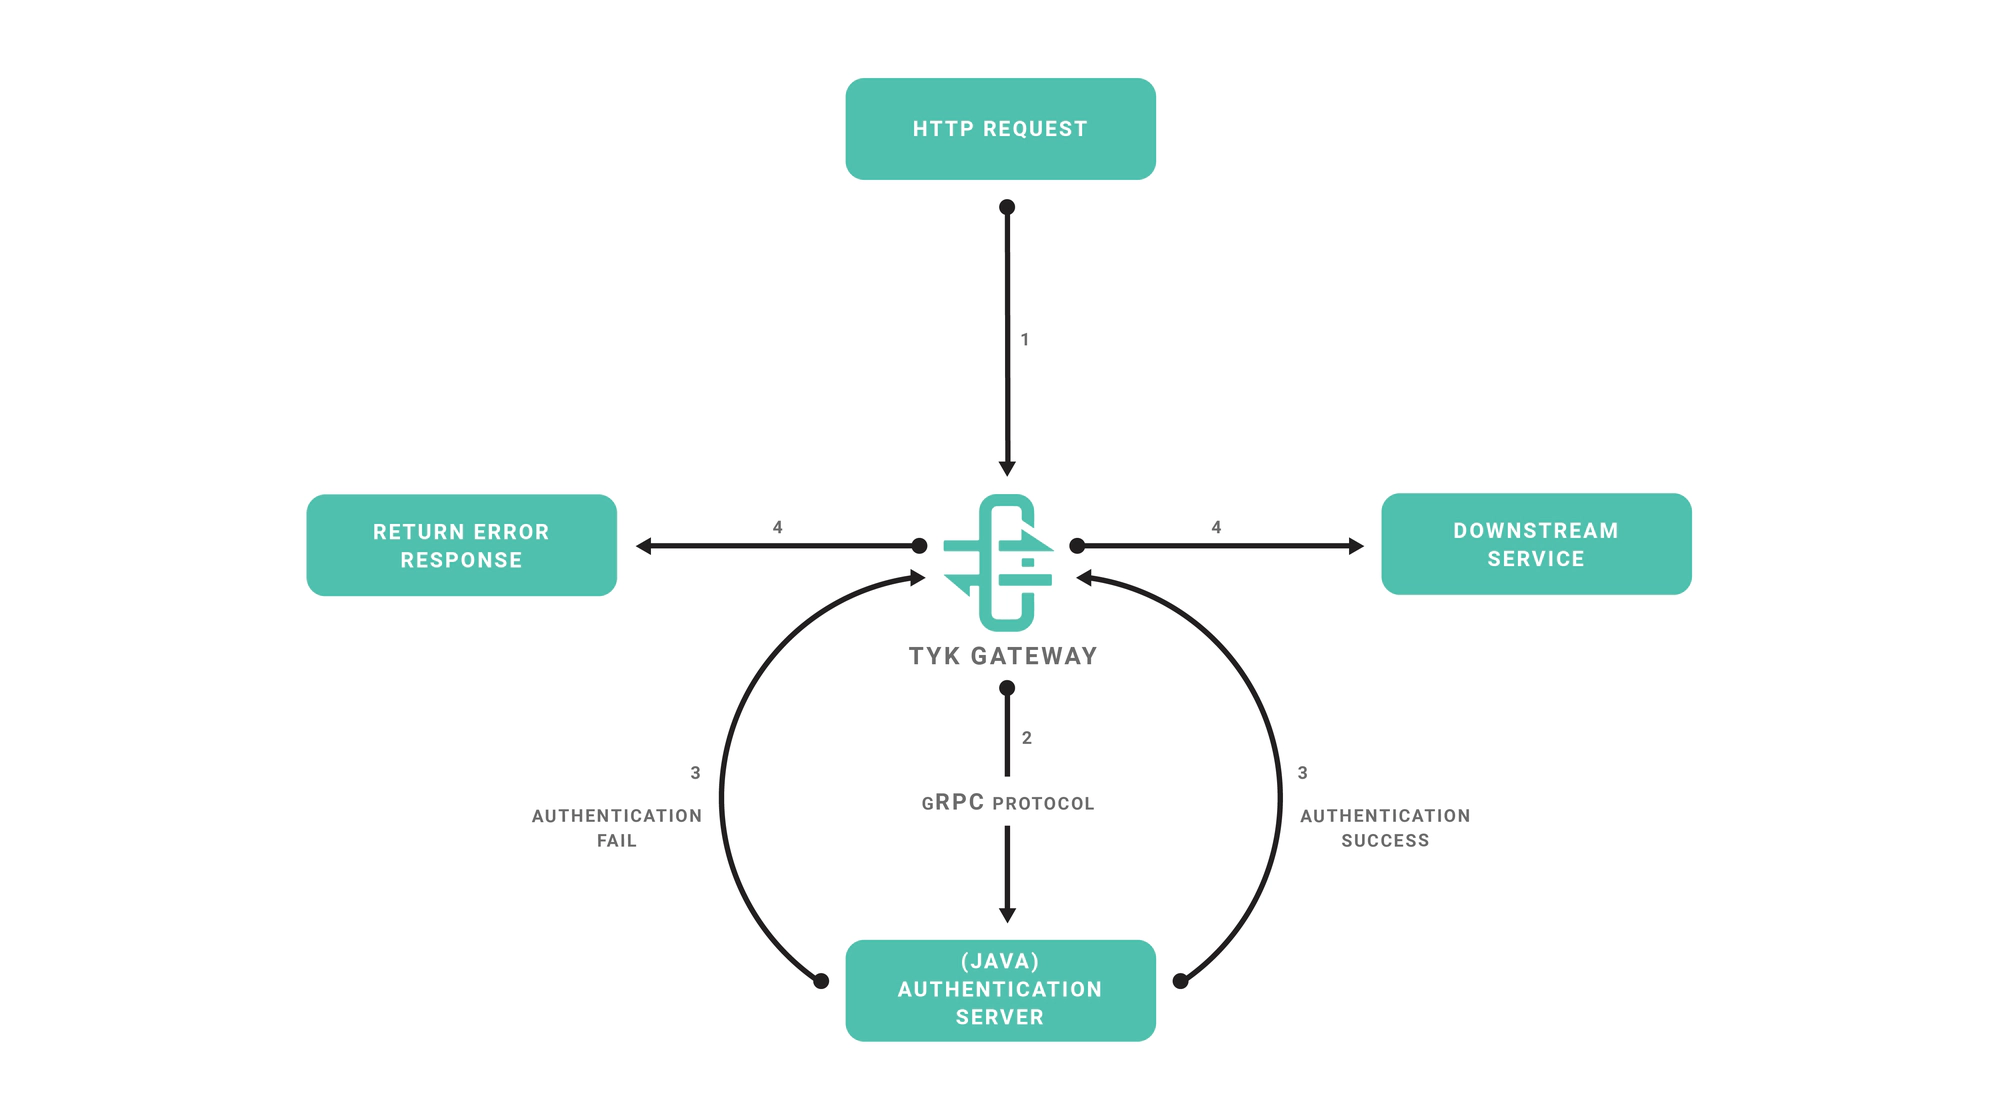 HTTP REQUEST
1
RETURN ERROR
RESPONSE
4
4
DOWNSTREAM
SERVICE
TYK GATEWAY
2
3
AUTHENTICATION
FAIL
gRPC PROTOCOL
3
AUTHENTICATION
SUCCESS
(JAVA)
AUTHENTICATION
SERVER